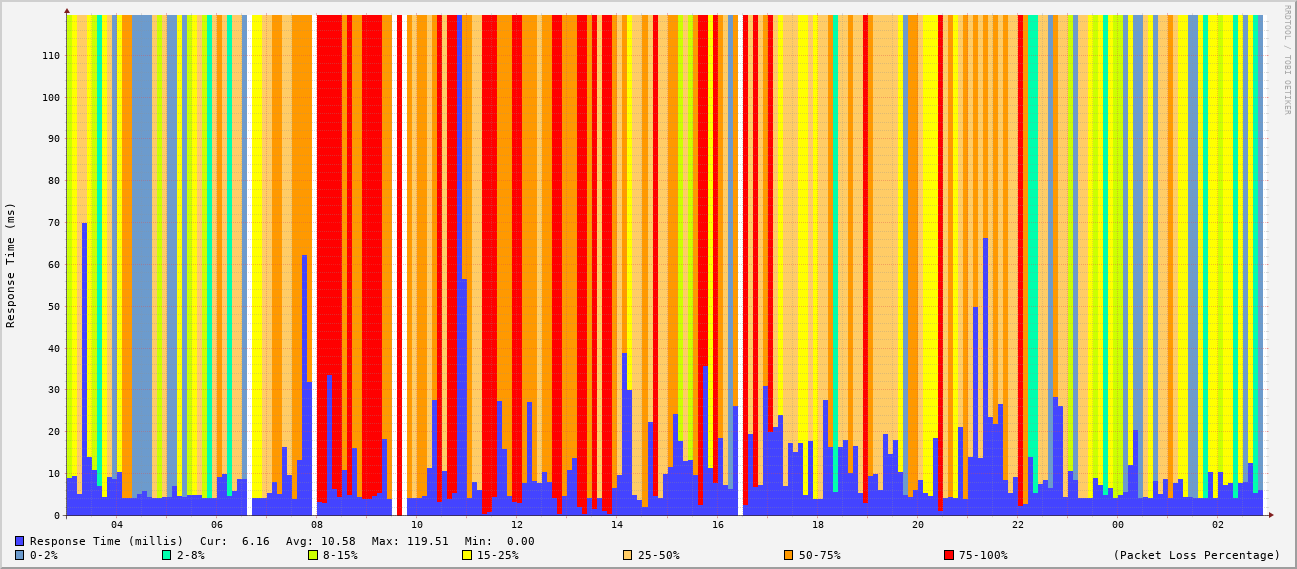 RRDTOOL / TOBI OETIKER
Response Time (ms)
110
100
90
80
70
60
50
40
30
20
10
0
04 06 08 10 12 14 16 18 20 22 00 02
Response Time (millis) Cur: 6.16 Avg: 10.58 Max: 119.51 Min: 0.00
0-2% 2-8% 8-15% 15-25% 25-50% 50-75% 75-100% (Packet Loss Percentage)